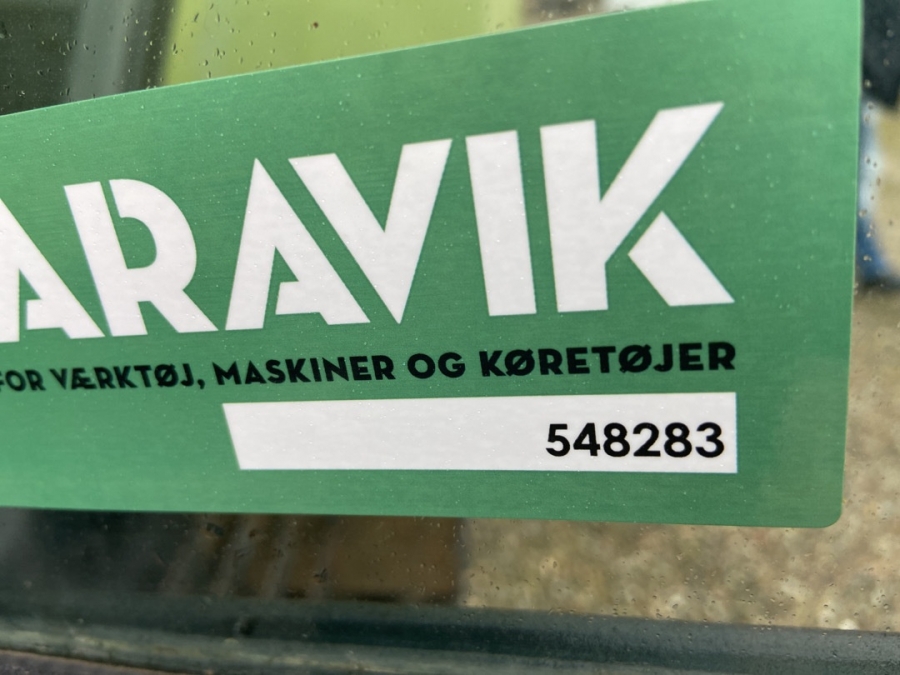 ARAVIK
FOR VÆRKTØJ, MASKINER OG KØRETØJER
548283